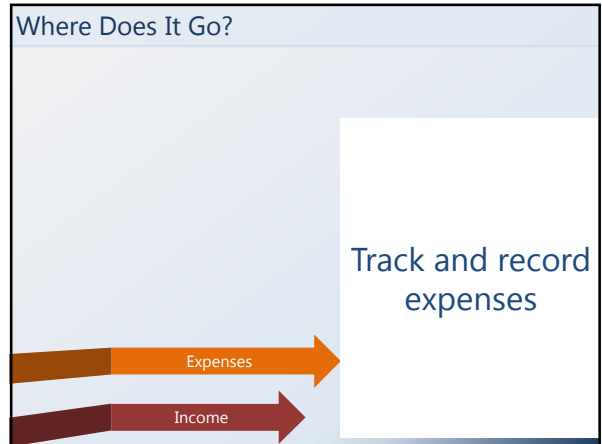 Where Does It Go?
Track and record
expenses
Expenses
Income